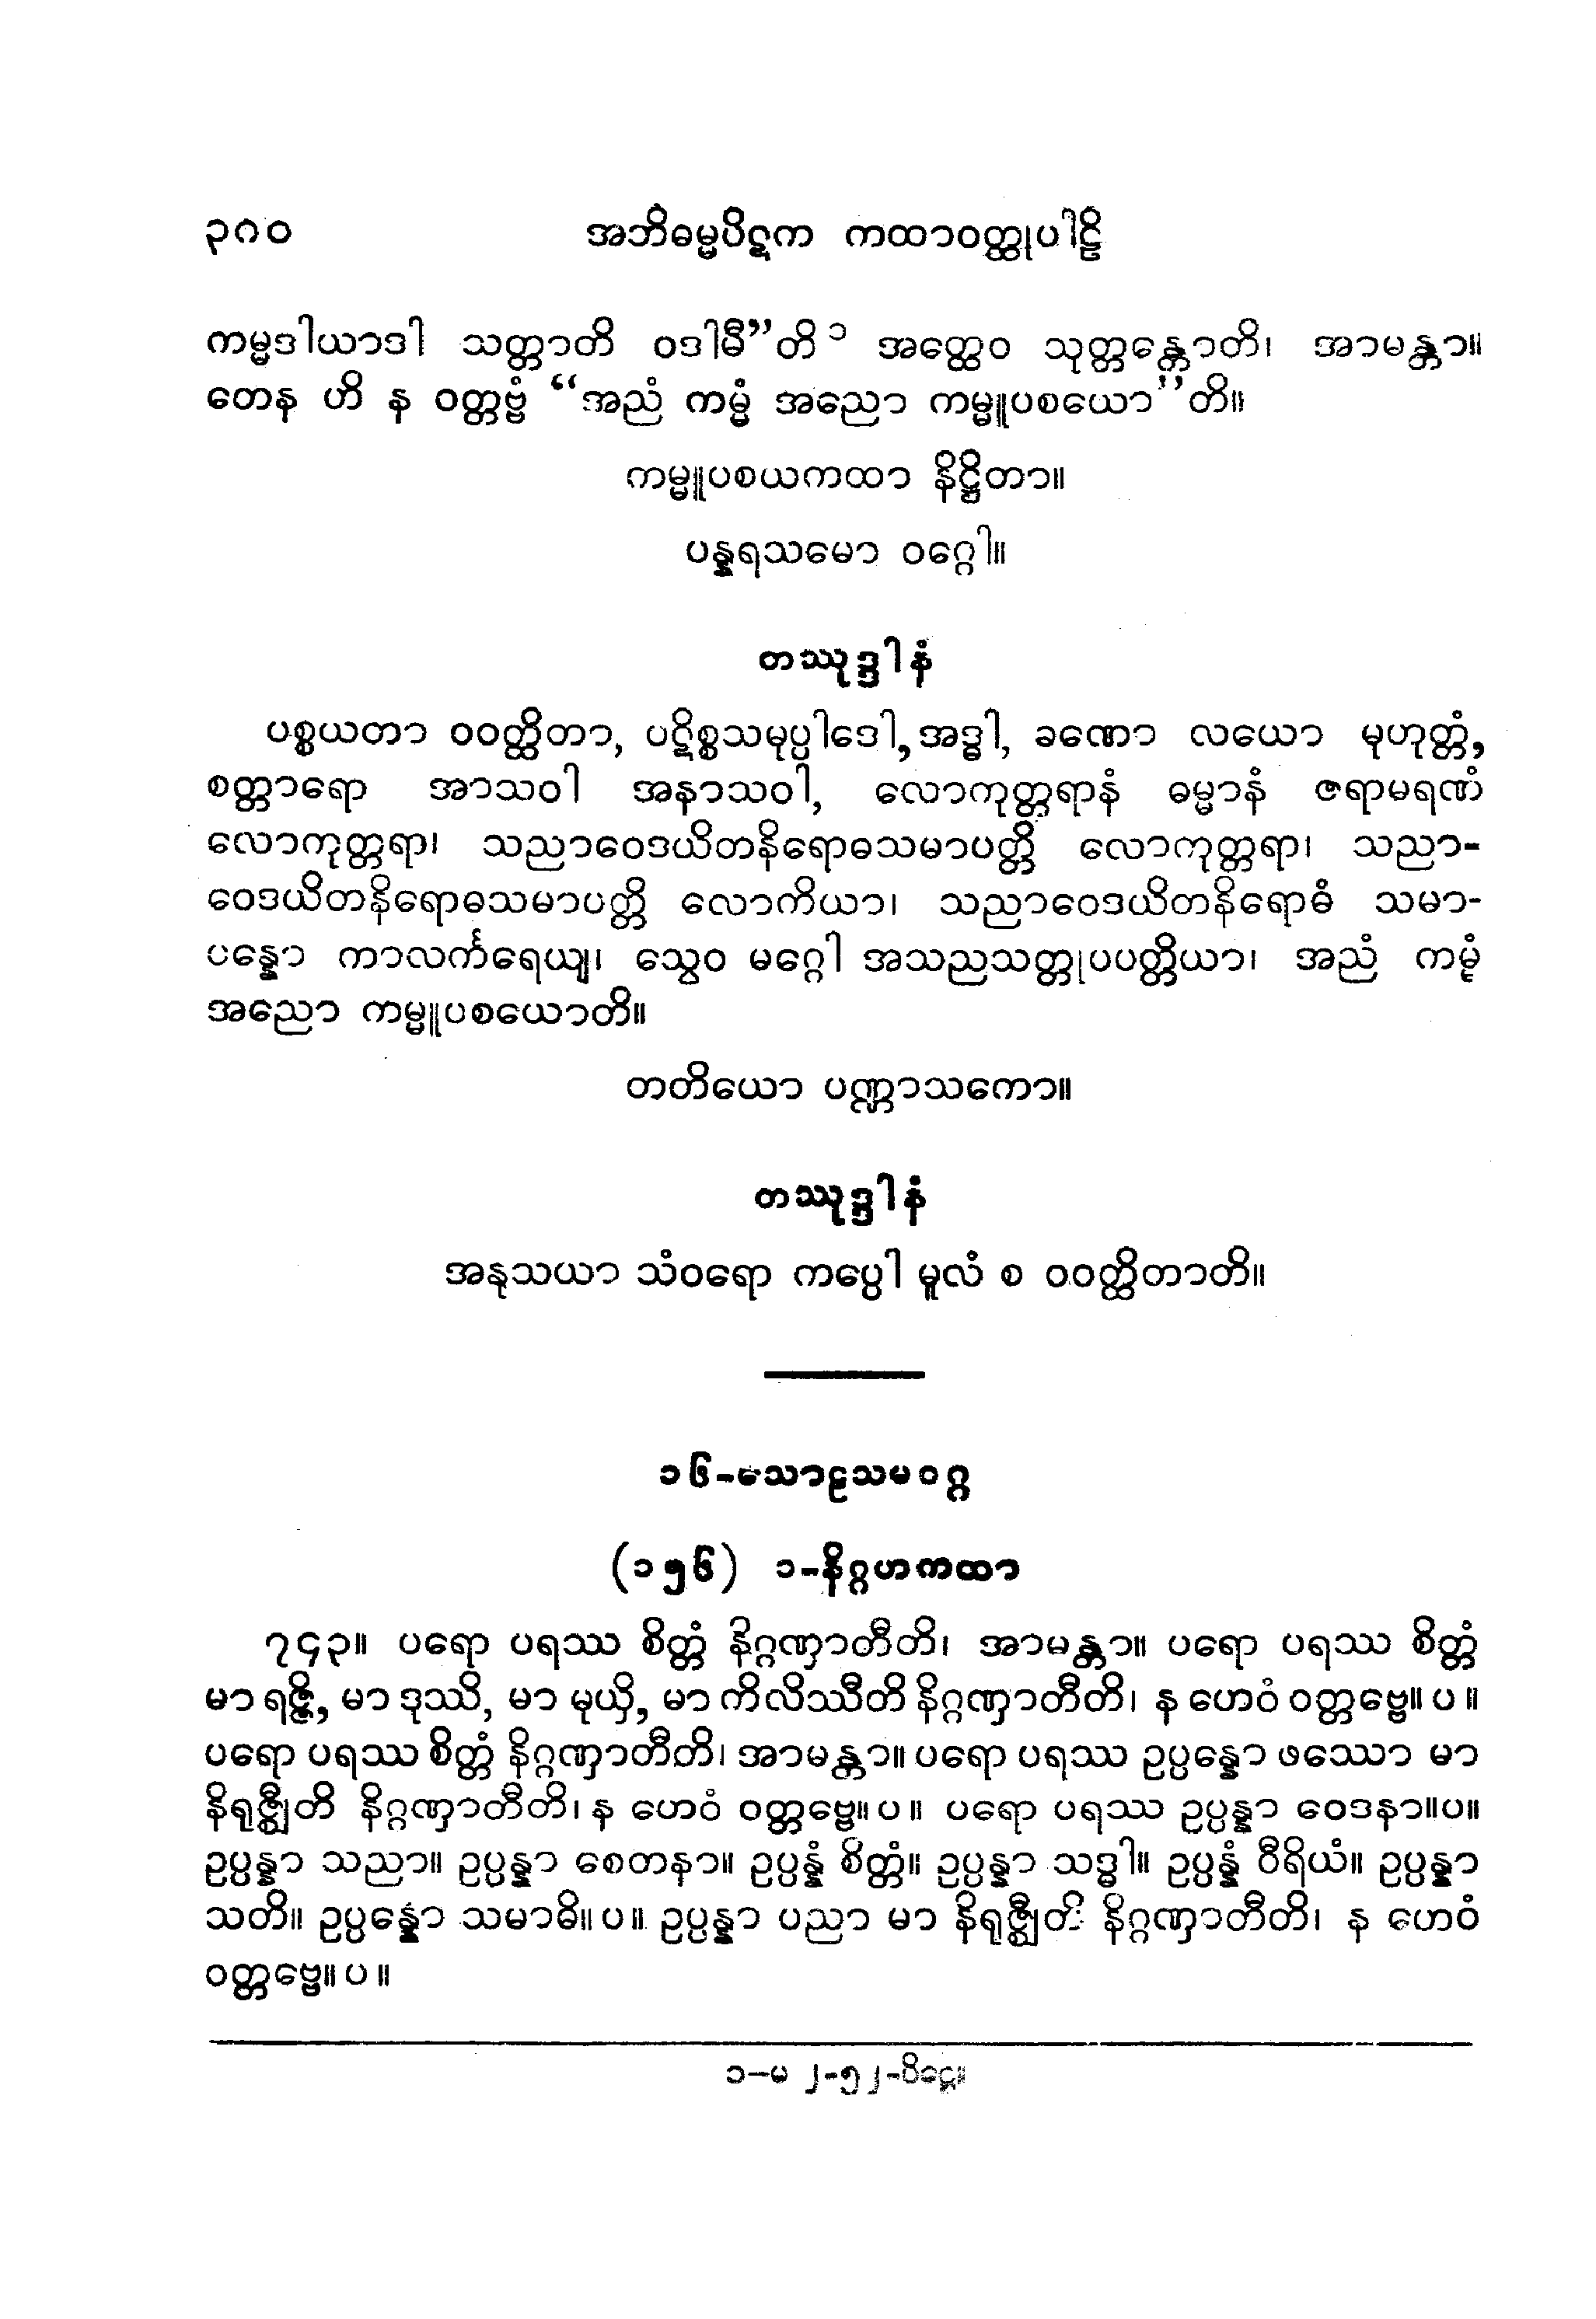 ၃၈၀ အဘိဓမ္မပိဋက ကထာဝတ္ထုပါဠိ
ကမ္မဒါယာဒါ သတ္တာတိ ဝဒါမီ”တိ ၁ အတ္ထေဝ သုတ္တန္တောတိ၊ အာမန္တာ။
တေန ဟိ န ဝတ္တဗ္ဗံ “အညံ ကမ္မံ အညော ကမ္မူပစယော”တိ။
ကမ္မူပစယကထာ နိဋ္ဌိတာ။
ပန္နရသမော ဝဂ္ဂေါ။
တဿုဒ္ဒါနံ
ပစ္စယတာ ဝဝတ္ထိတာ, ပဋိစ္စသမုပ္ပါဒေါ, အဒ္ဓါ, ခဏော လယော မုဟုတ္တံ,
စတ္တာရော အာသဝါ အနာသဝါ, လောကုတ္တရာနံ ဓမ္မာနံ ဇရာမရဏံ
လောကုတ္တရာ၊ သညာဝေဒယိတနိရောဓသမာပတ္တိ လောကုတ္တရာ၊ သညာ-
ဝေဒယိတနိရောဓသမာပတ္တိ လောကိယာ၊ သညာဝေဒယိတနိရောဓံ သမာ-
ပန္နော ကာလင်္ကရေယျ၊ သွေဝ မဂ္ဂေါ အသညသတ္တုပပတ္တိယာ၊ အညံ ကမ္မံ
အညော ကမ္မူပစယောတိ။
တတိယော ပဏ္ဏာသကော။
တဿုဒ္ဒါနံ
အနုသယာ သံဝရော ကပ္ပေါ မူလံ စ ဝဝတ္ထိတာတိ။
၁၆-သောဠသမဝဂ္ဂ
(၁၅၆) ၁-နိဂ္ဂဟကထာ
၇၄၃။ ပရော ပရဿ စိတ္တံ နိဂ္ဂဏှာတီတိ၊ အာမန္တာ။ ပရော ပရဿ စိတ္တံ
မာ ရဇ္ဇိ, မာ ဒုဿိ, မာ မုယှိ, မာ ကိလိဿီတိ နိဂ္ဂဏှာတီတိ၊ န ဟေဝံ ဝတ္တဗ္ဗေ။ ပ ။
ပရော ပရဿ စိတ္တံ နိဂ္ဂဏှာတီတိ၊ အာမန္တာ။ ပရော ပရဿ ဥပ္ပန္နော ဖဿော မာ
နိရုဇ္ဈီတိ နိဂ္ဂဏှာတီတိ၊ န ဟေဝံ ဝတ္တဗ္ဗေ။ ပ ။ ပရော ပရဿ ဥပ္ပန္နာ ဝေဒနာ။ပ။
ဥပ္ပန္နာ သညာ။ ဥပ္ပန္နာ စေတနာ။ ဥပ္ပန္နံ စိတ္တံ။ ဥပ္ပန္နာ သဒ္ဓါ။ ဥပ္ပန္နံ ဝီရိယံ။ ဥပ္ပန္နာ
သတိ။ ဥပ္ပန္နော သမာဓိ။ ပ ။ ဥပ္ပန္နာ ပညာ မာ နိရုဇ္ဈီတိ နိဂ္ဂဏှာတီတိ၊ န ဟေဝံ
ဝတ္တဗ္ဗေ။ ပ ။
၁-မ ၂-၅၂-ပိဋ္ဌေ။